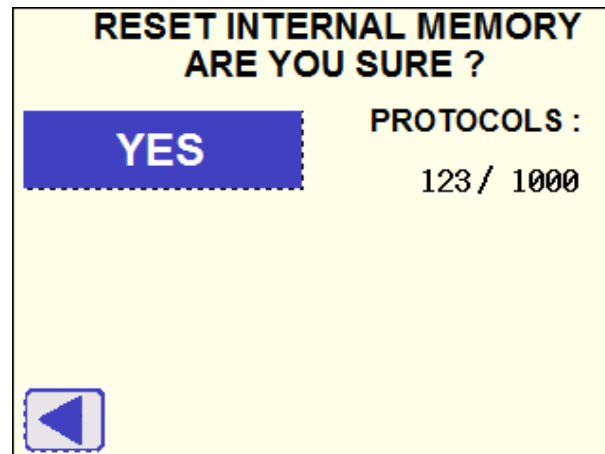 RESET INTERNAL MEMORY
ARE YOU SURE ?
YES
PROTOCOLS :
123/ 1000